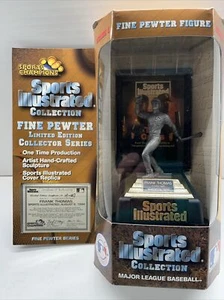 SPORTS CHAMPIONS
Sports
Illustrated
COLLECTION
FINE PEWTER
LIMITED EDITION
COLLECTOR SERIES
One Time Production
Artist Hand-Crafted
Sculpture
Sports Illustrated
Cover Replica
FRANK THOMAS
FINE PEWTER SERIES
FINE PEWTER FIGURE
Sports
Illustrated
Sports
Illustrated
Sports
Illustrated
COLLECTION
MAJOR LEAGUE BASEBALL